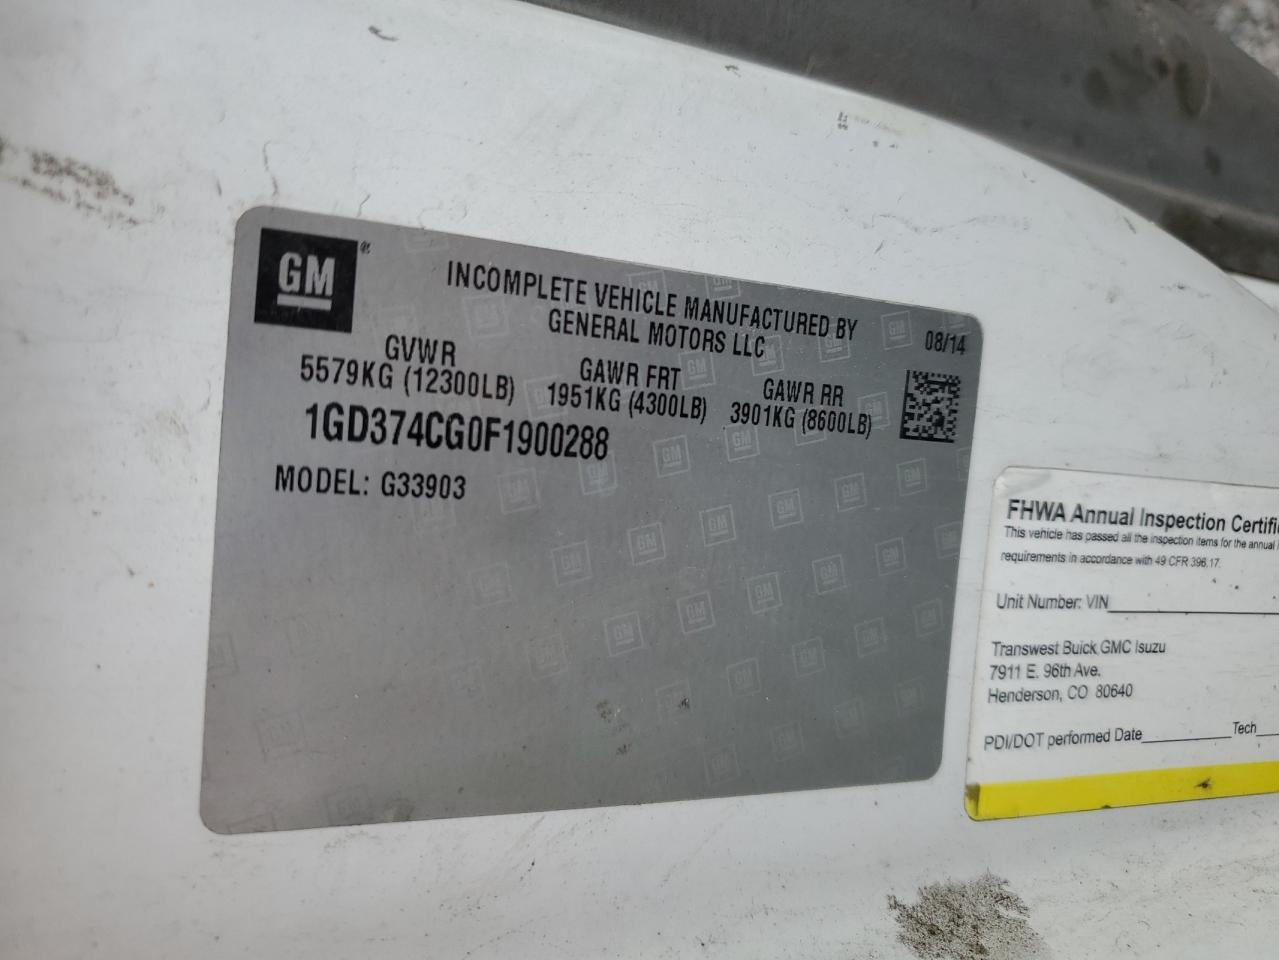 GM®
INCOMPLETE VEHICLE MANUFACTURED BY
GENERAL MOTORS LLC
08/14
GVWR GAWR FRT GAWR RR
5579KG (12300LB) 1951KG (4300LB) 3901KG (8600LB)
1GD374CG0F1900288
MODEL: G33903
FHWA Annual Inspection Certifi
This vehicle has passed all the inspection items for the annual
requirements in accordance with 49 CFR 396.17.
Unit Number: VIN
Transwest Buick GMC Isuzu
7911 E. 96th Ave.
Henderson, CO 80640
PDI/DOT performed Date Tech